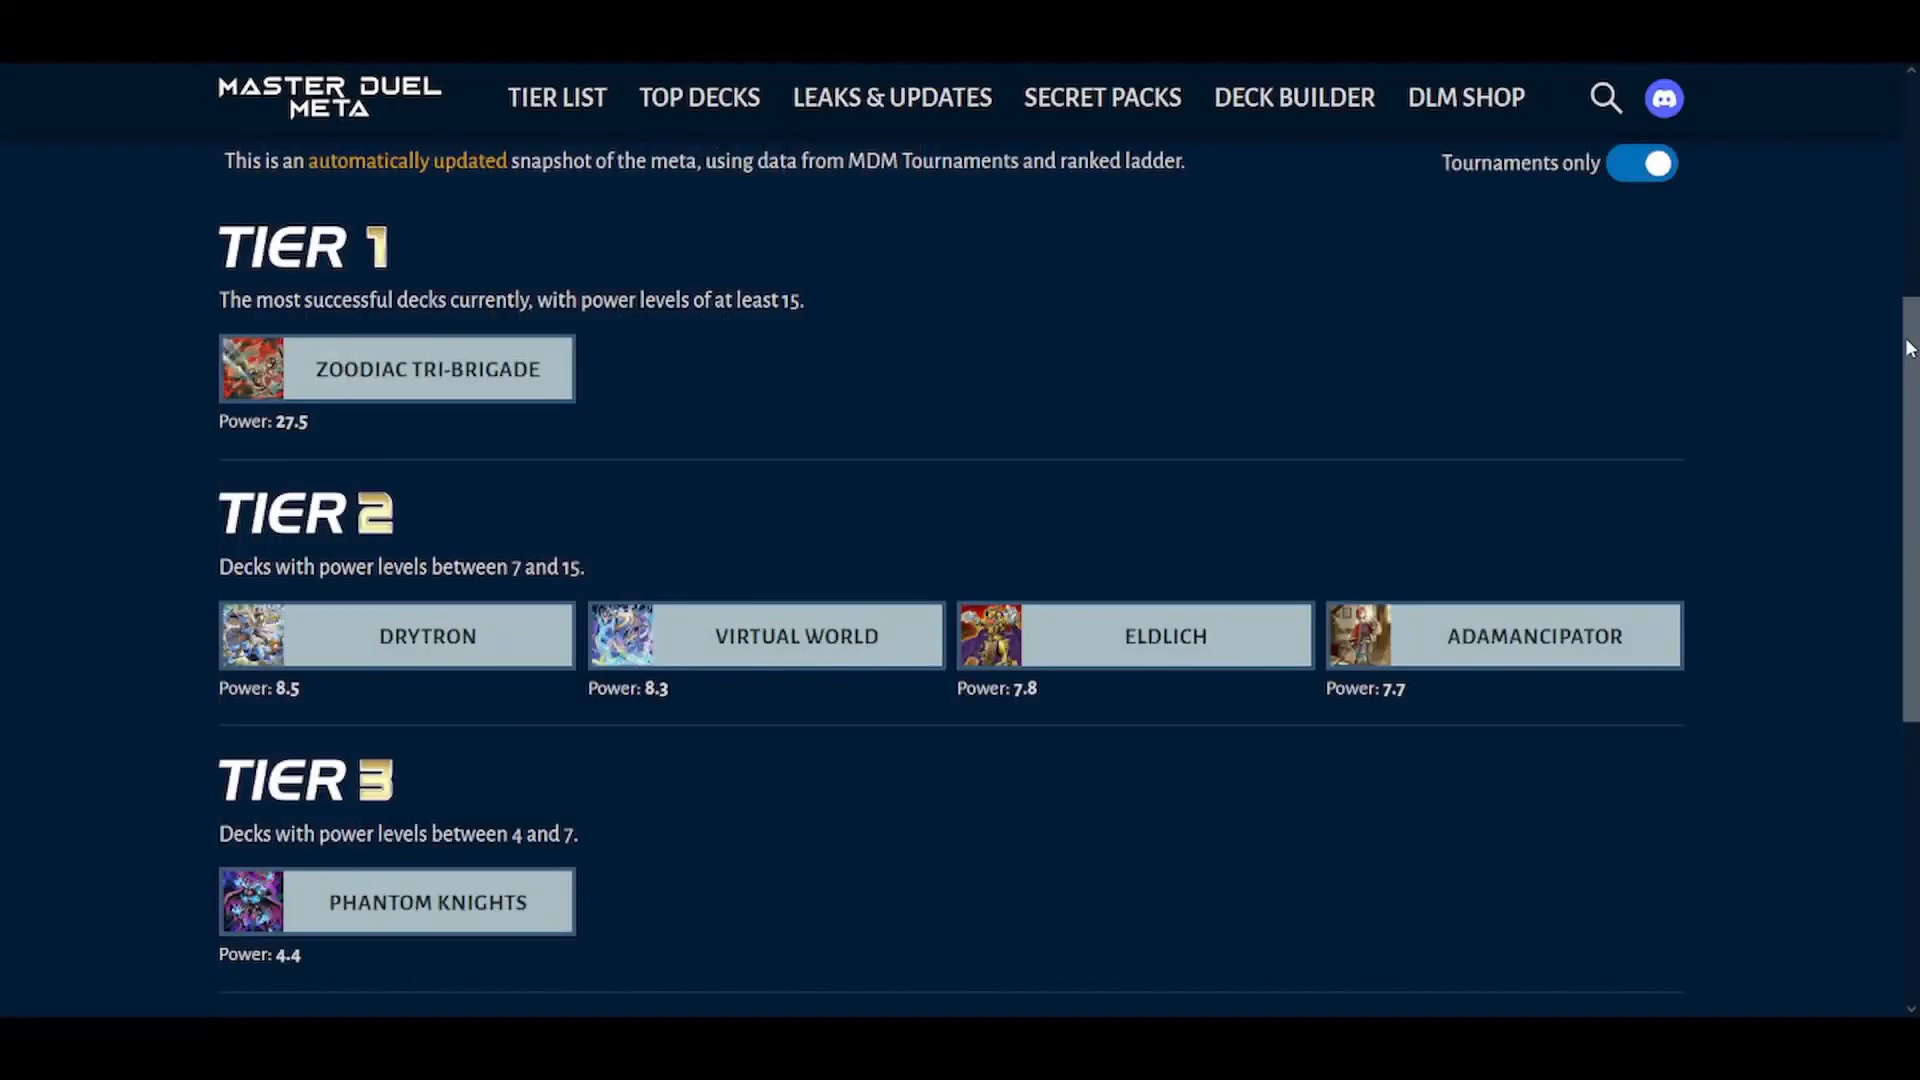 MASTER DUEL
META
TIER LIST
TOP DECKS
LEAKS & UPDATES
SECRET PACKS
DECK BUILDER
DLM SHOP
This is an automatically updated snapshot of the meta, using data from MDM Tournaments and ranked ladder.
Tournaments only
TIER 1
The most successful decks currently, with power levels of at least 15.
ZOODIAC TRI-BRIGADE
Power: 27.5
TIER 2
Decks with power levels between 7 and 15.
DRYTRON
VIRTUAL WORLD
ELDLICH
ADAMANCIPATOR
Power: 8.5
Power: 8.3
Power: 7.8
Power: 7.7
TIER 3
Decks with power levels between 4 and 7.
PHANTOM KNIGHTS
Power: 4.4